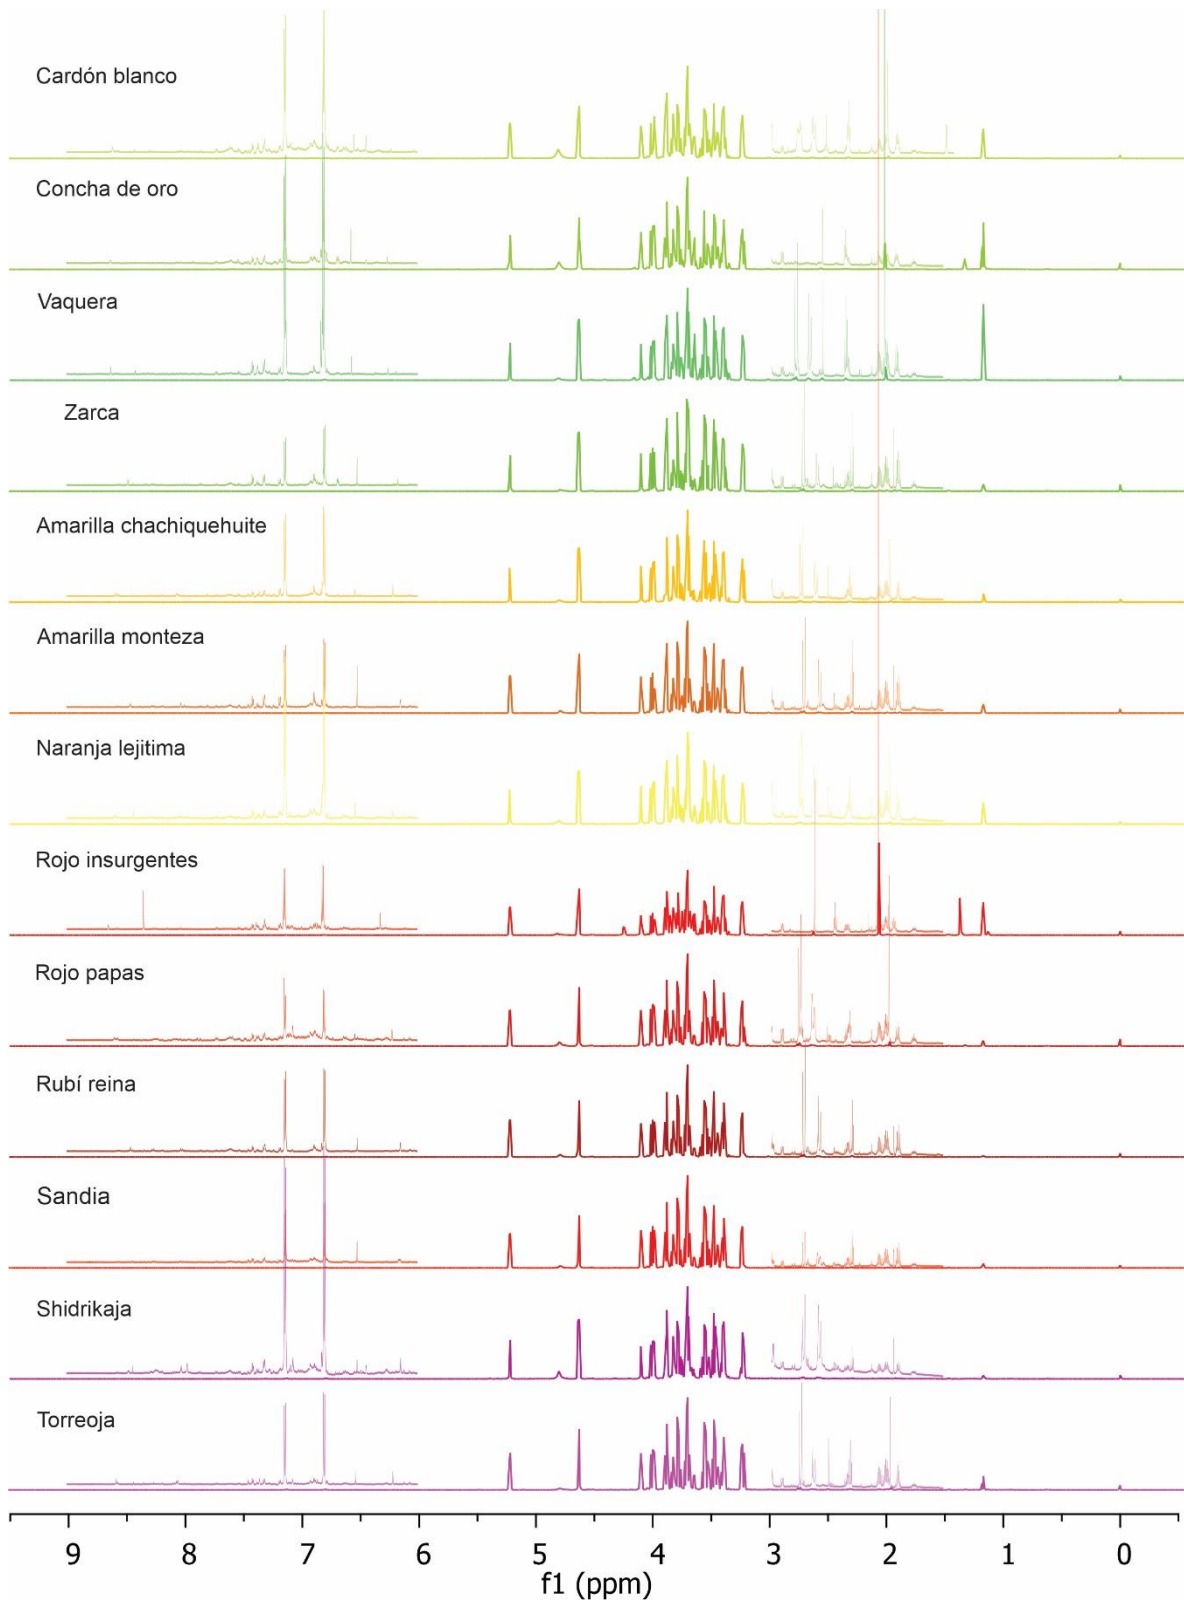 Cardón blanco
Concha de oro
Vaquera
Zarca
Amarilla chachiquehuite
Amarilla monteza
Naranja lejitima
Rojo insurgentes
Rojo papas
Rubí reina
Sandia
Shidrikaja
Torreoja
9 8 7 6 5 4 3 2 1 0
f1 (ppm)